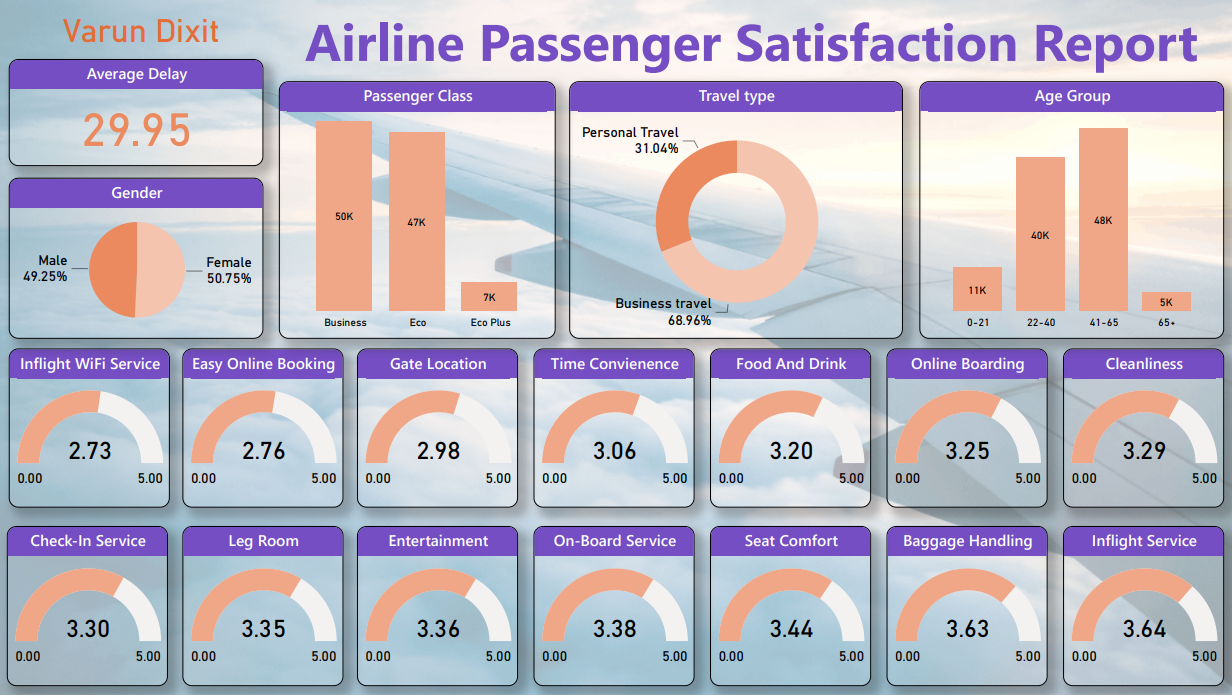 Varun Dixit
Airline Passenger Satisfaction Report
Average Delay
29.95
Gender
Male
49.25%
Female
50.75%
Passenger Class
50K
47K
7K
Business
Eco
Eco Plus
Travel type
Personal Travel
31.04%
Business travel
68.96%
Age Group
11K
40K
48K
5K
0-21
22-40
41-65
65+
Inflight WiFi Service
2.73
0.00
5.00
Easy Online Booking
2.76
0.00
5.00
Gate Location
2.98
0.00
5.00
Time Convienence
3.06
0.00
5.00
Food And Drink
3.20
0.00
5.00
Online Boarding
3.25
0.00
5.00
Cleanliness
3.29
0.00
5.00
Check-In Service
3.30
0.00
5.00
Leg Room
3.35
0.00
5.00
Entertainment
3.36
0.00
5.00
On-Board Service
3.38
0.00
5.00
Seat Comfort
3.44
0.00
5.00
Baggage Handling
3.63
0.00
5.00
Inflight Service
3.64
0.00
5.00